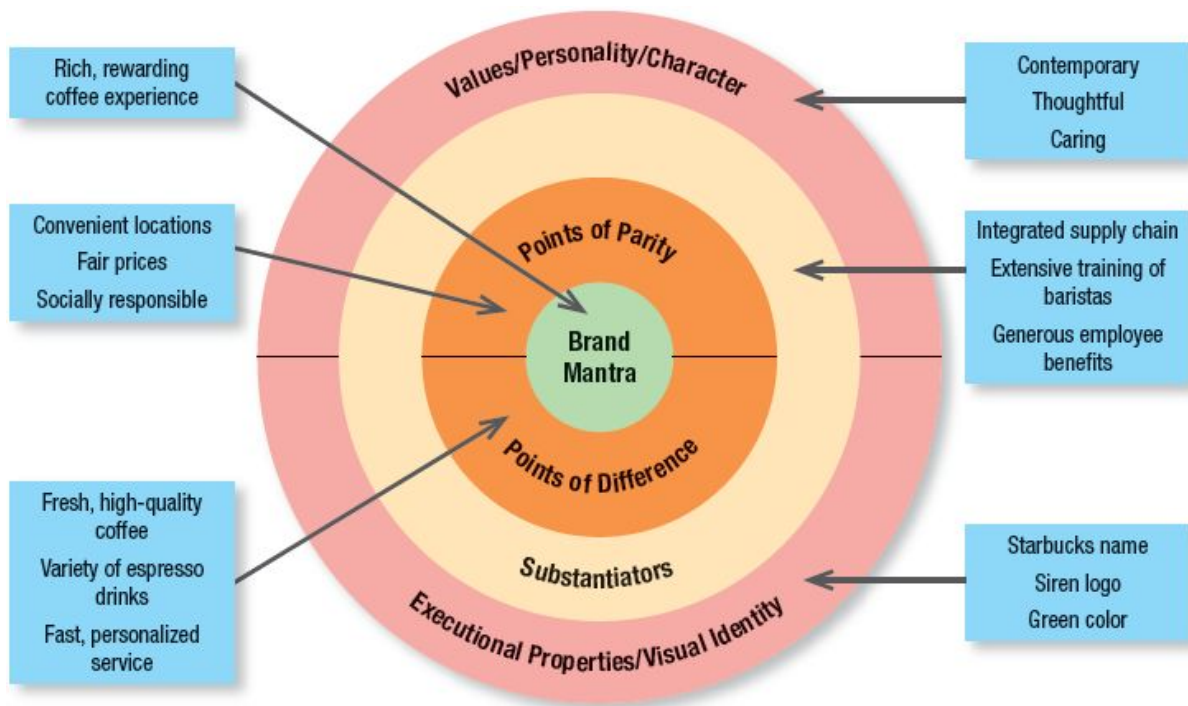 Rich, rewarding
coffee experience
Convenient locations
Fair prices
Socially responsible
Fresh, high-quality
coffee
Variety of espresso
drinks
Fast, personalized
service
Values/Personality/Character
Points of Parity
Brand
Mantra
Points of Difference
Substantiators
Executional Properties/Visual Identity
Contemporary
Thoughtful
Caring
Integrated supply chain
Extensive training of
baristas
Generous employee
benefits
Starbucks name
Siren logo
Green color